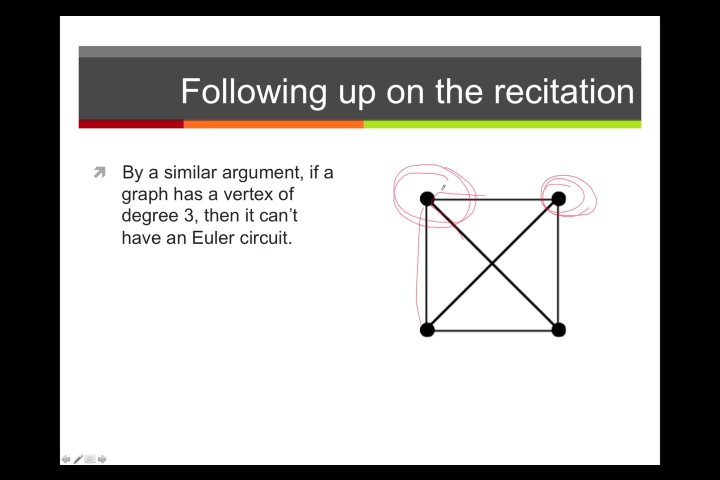 Following up on the recitation
By a similar argument, if a
graph has a vertex of
degree 3, then it can't
have an Euler circuit.